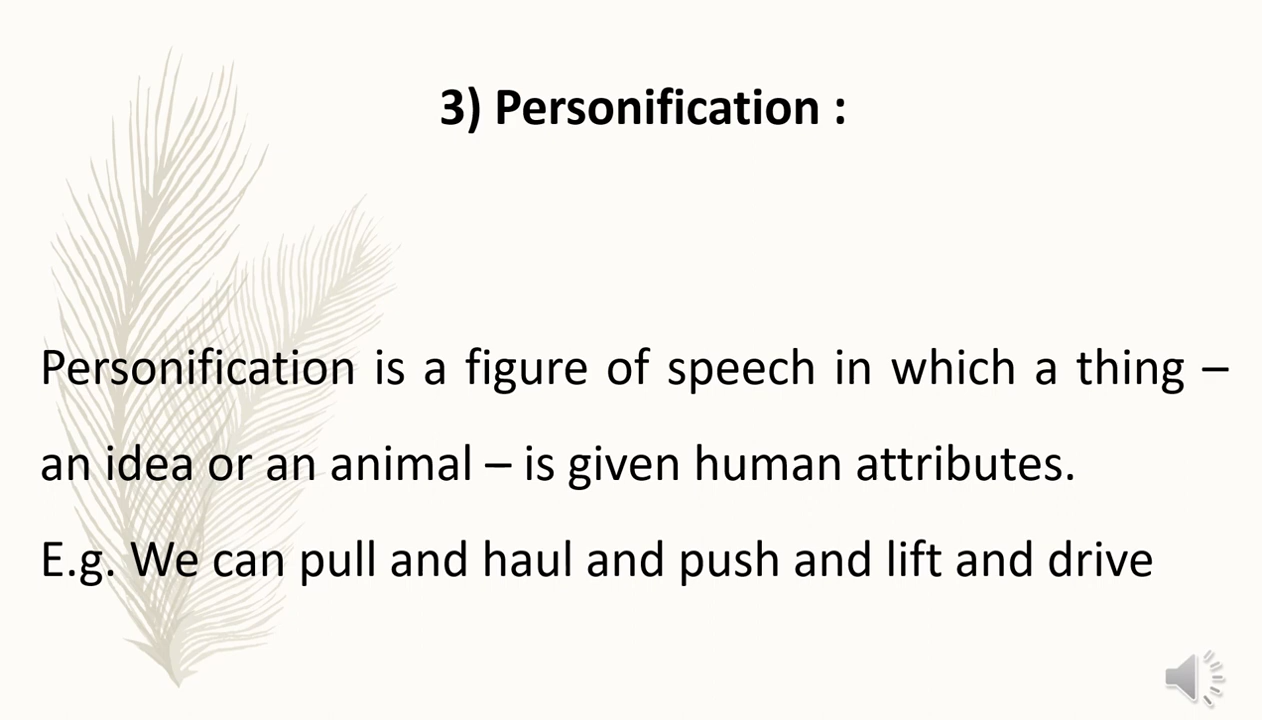 3) Personification :
Personification is a figure of speech in which a thing –
an idea or an animal – is given human attributes.
E.g. We can pull and haul and push and lift and drive